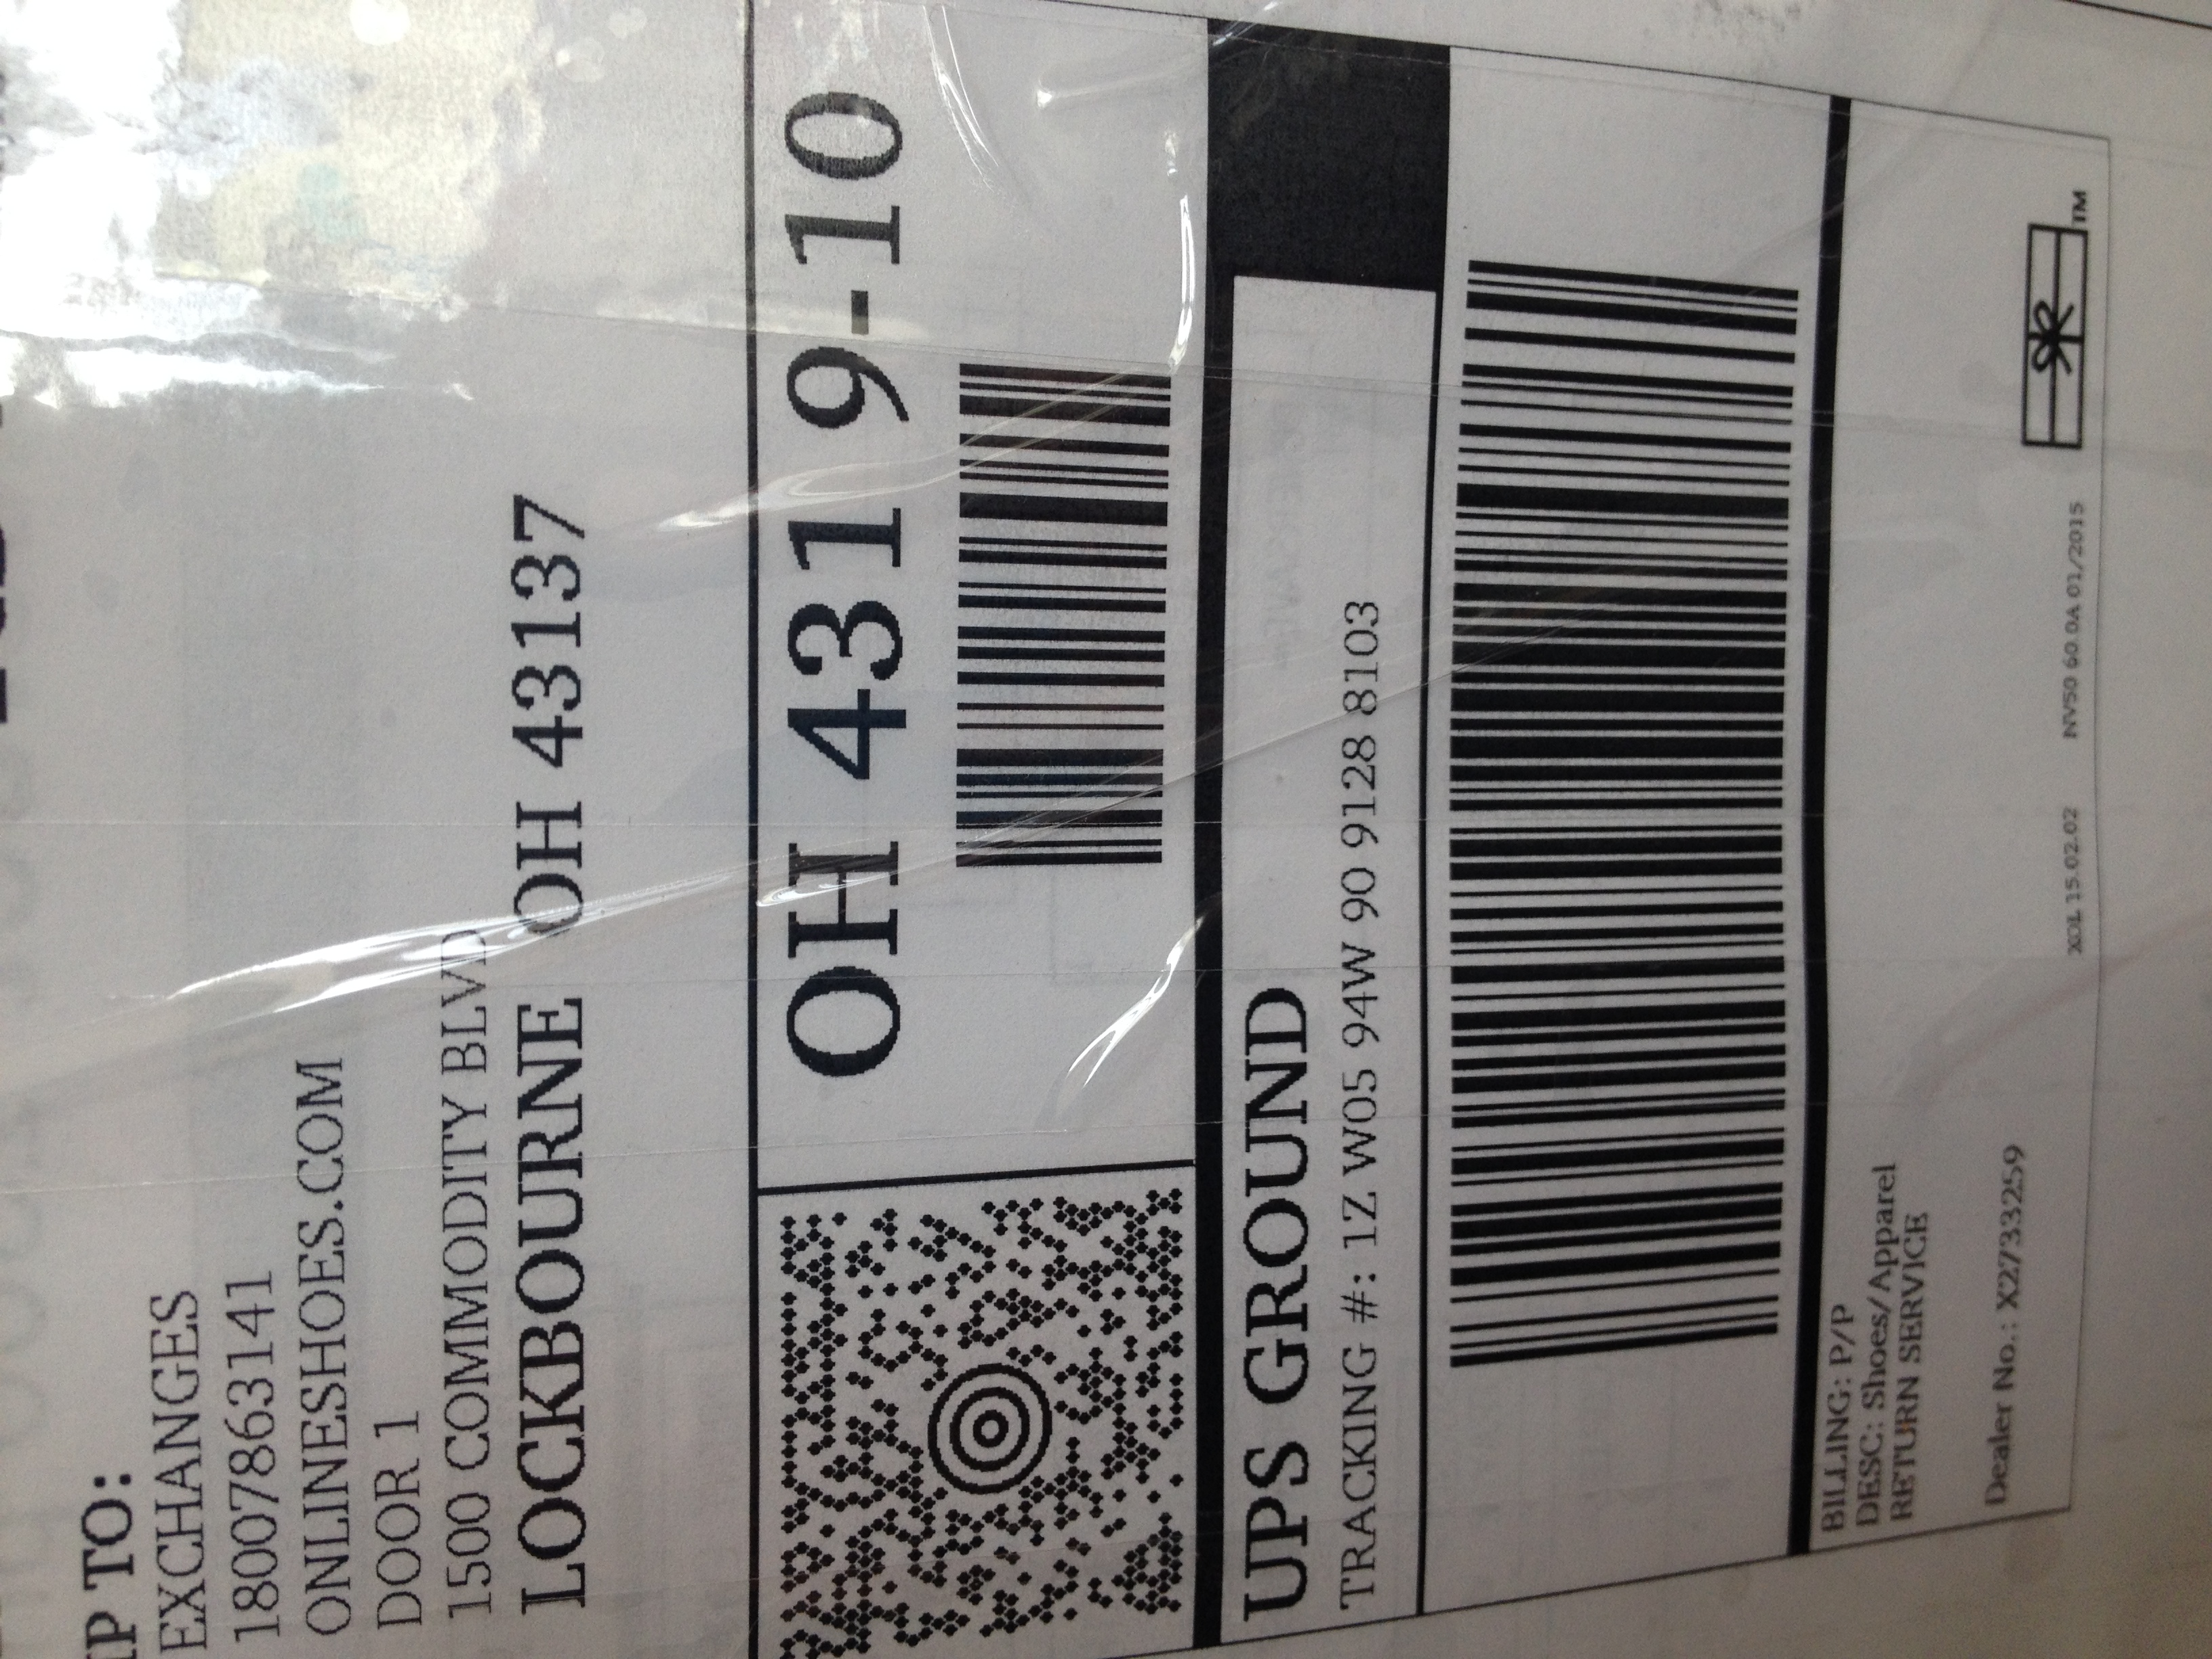 IP TO:
EXCHANGES
18007863141
ONLINESHOES.COM
DOOR 1
1500 COMMODITY BLVD
LOCKBOURNE OH 43137
OH 431 9-10
UPS GROUND
TRACKING #: 1Z W05 94W 90 9128 8103
BILLING: P/P
DESC: Shoes/Apparel
RETURN SERVICE
Dealer No.: X2733259
XOL 15.02.02 NV50 60.0A 01/2015
TM